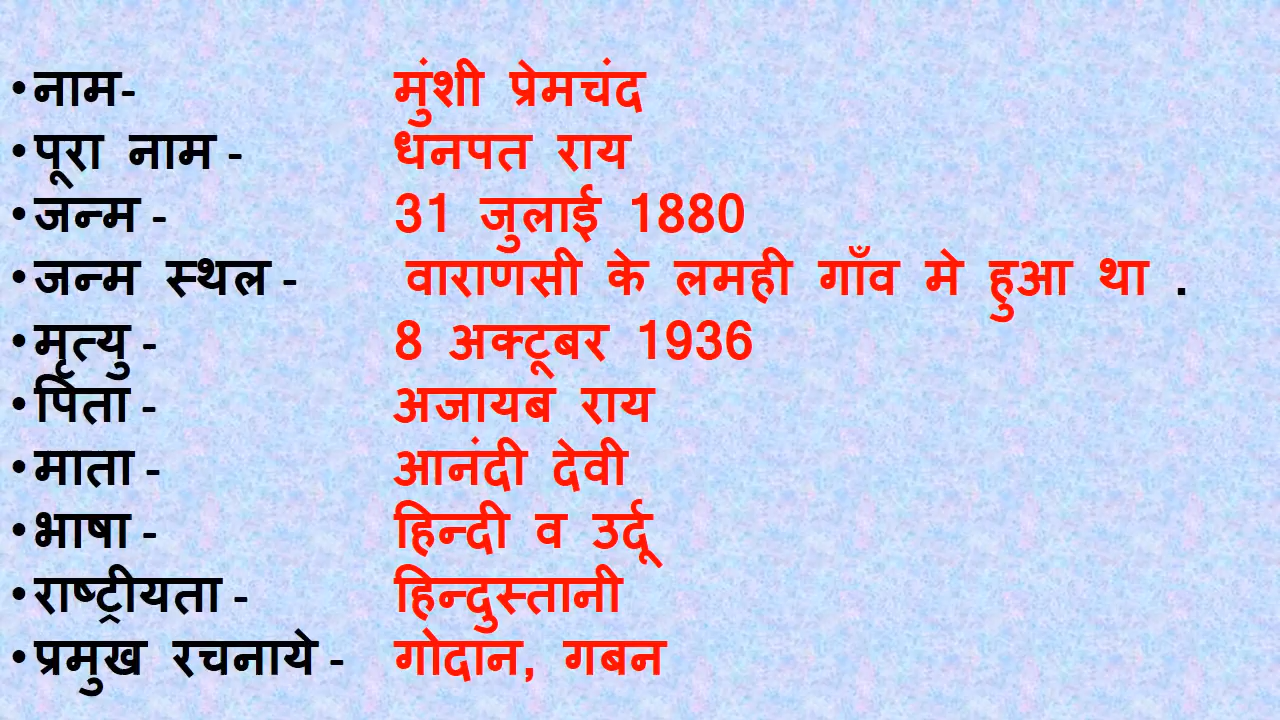 •नाम- मुंशी प्रेमचंद
•पूरा नाम - धनपत राय
•जन्म - 31 जुलाई 1880
•जन्म स्थल - वाराणसी के लमही गाँव मे हुआ था .
•मृत्यु - 8 अक्टूबर 1936
•पिता - अजायब राय
•माता - आनंदी देवी
•भाषा - हिन्दी व उर्दू
•राष्ट्रीयता - हिन्दुस्तानी
•प्रमुख रचनाये - गोदान, गबन